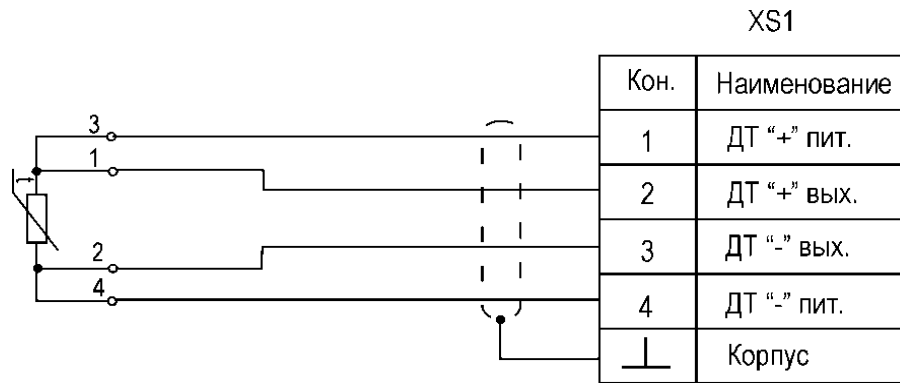 XS1
Кон. Наименование
3
1 ДТ "+" пит.
1
2 ДТ "+" вых.
t
2
3 ДТ "-" вых.
4
4 ДТ "-" пит.
Корпус